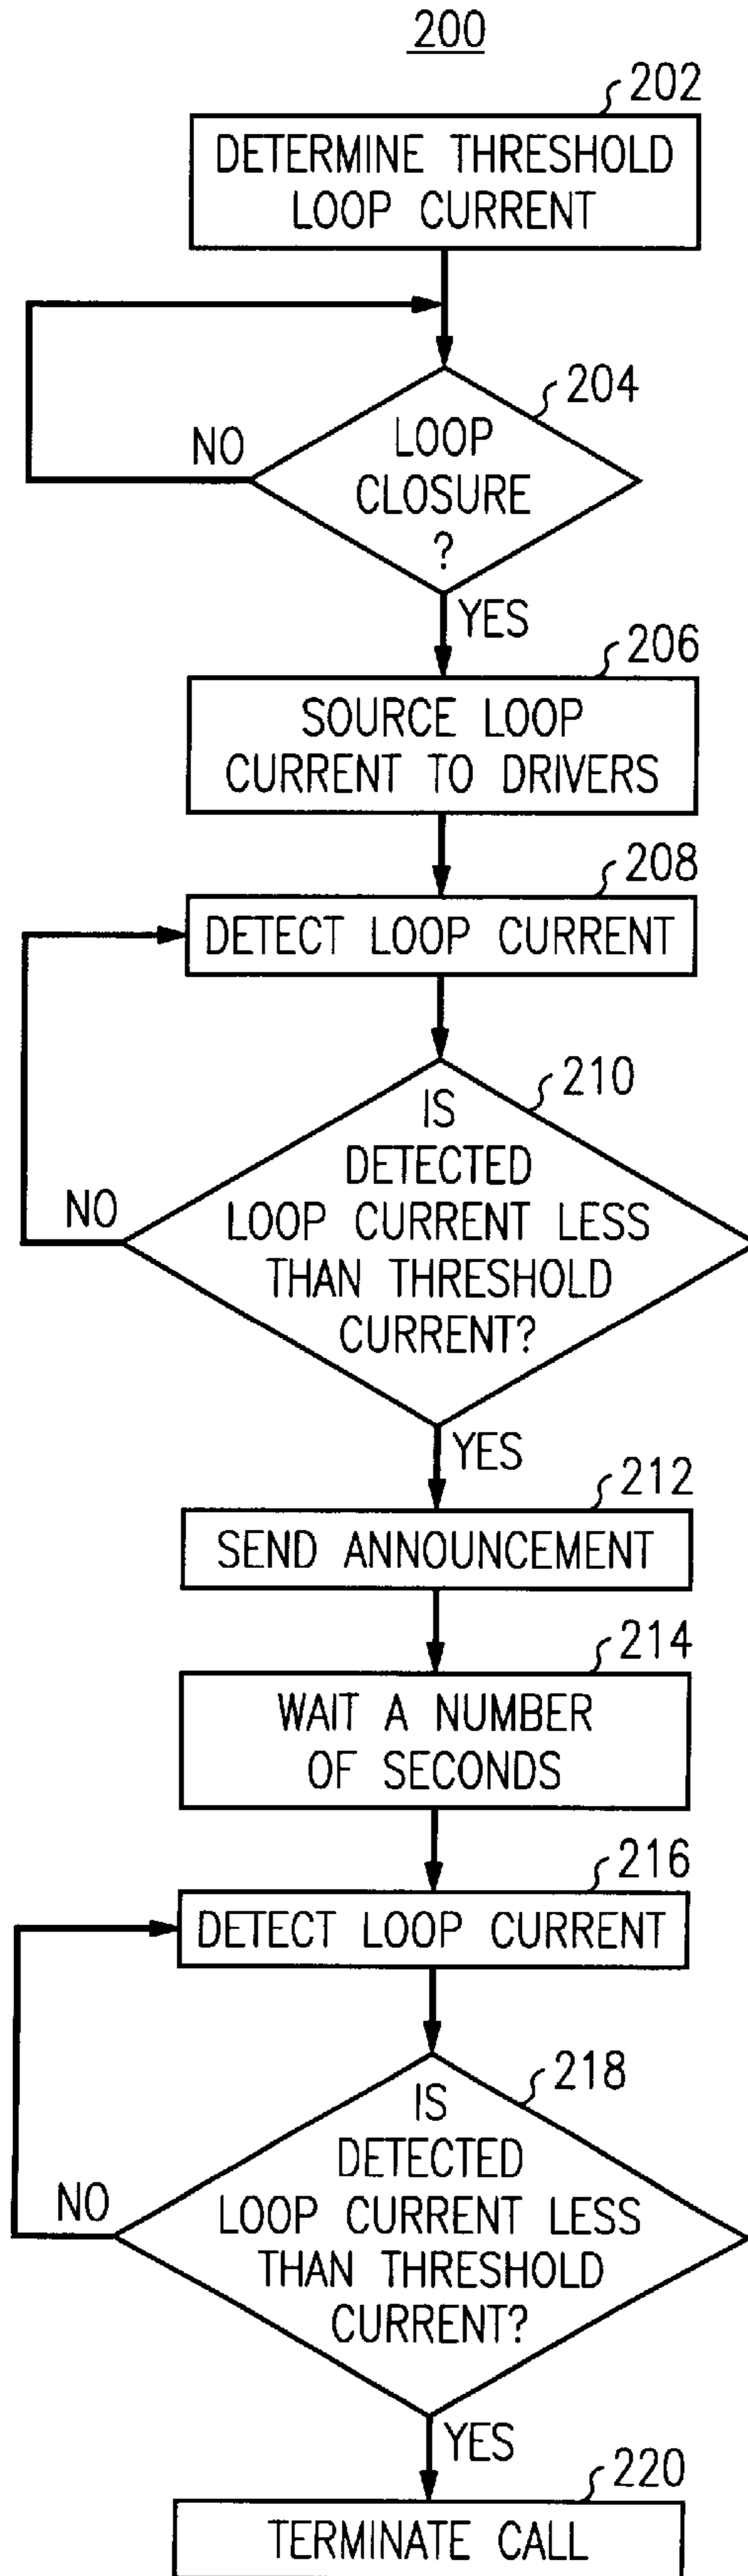 200
202
DETERMINE THRESHOLD
LOOP CURRENT
204
LOOP
CLOSURE
?
NO
YES
206
SOURCE LOOP
CURRENT TO DRIVERS
208
DETECT LOOP CURRENT
210
IS
DETECTED
LOOP CURRENT LESS
THAN THRESHOLD
CURRENT?
NO
YES
212
SEND ANNOUNCEMENT
214
WAIT A NUMBER
OF SECONDS
216
DETECT LOOP CURRENT
218
IS
DETECTED
LOOP CURRENT LESS
THAN THRESHOLD
CURRENT?
NO
YES
220
TERMINATE CALL